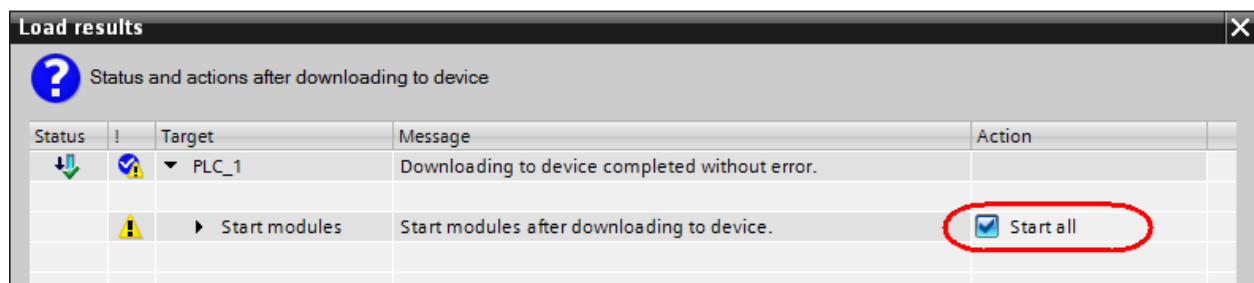 Load results
Status and actions after downloading to device
Status ! Target Message Action
PLC_1 Downloading to device completed without error.
Start modules Start modules after downloading to device. Start all